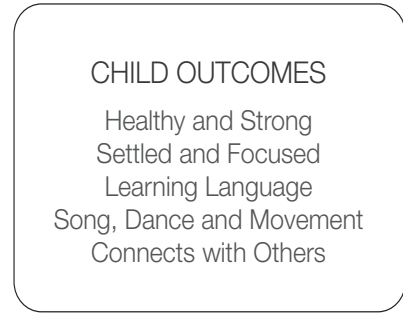 CHILD OUTCOMES
Healthy and Strong
Settled and Focused
Learning Language
Song, Dance and Movement
Connects with Others